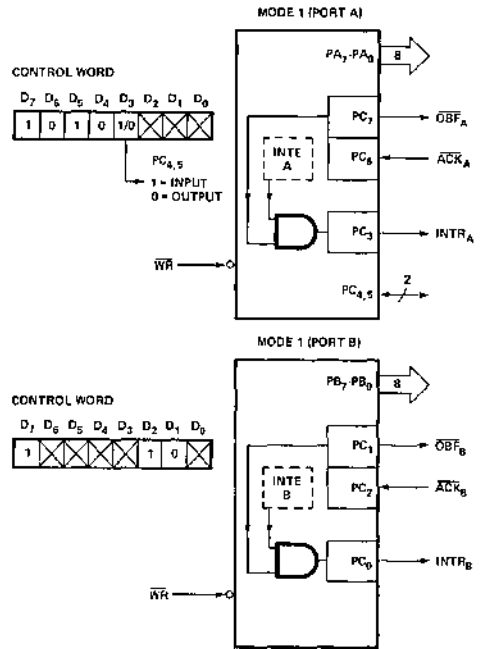 MODE 1 (PORT A)
PA7-PA0
8
CONTROL WORD
D7 D6 D5 D4 D3 D2 D1 D0
1 0 1 0 1/0
PC4,5
1 = INPUT
0 = OUTPUT
PC7
OBFA
INTE
A
PC6
ACKA
PC3
INTRA
WR
PC4,5
2
MODE 1 (PORT B)
PB7-PB0
8
CONTROL WORD
D7 D6 D5 D4 D3 D2 D1 D0
1 1 0
PC1
OBFB
INTE
B
PC2
ACKB
PC0
INTRB
WR